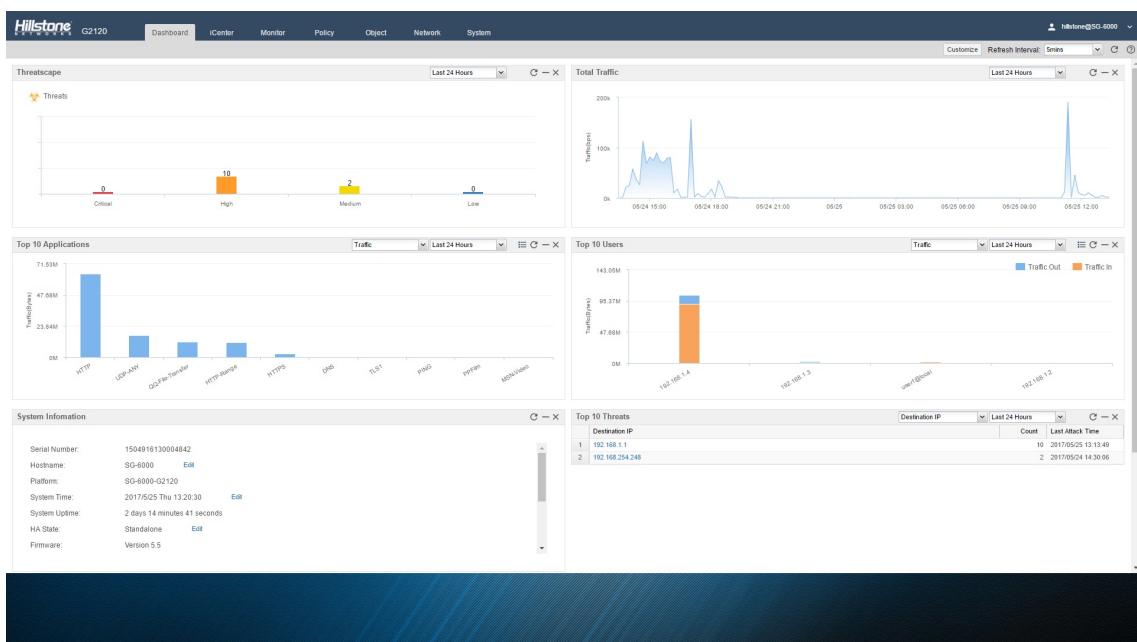 Hillstone
NETWORKS
G2120
Dashboard
iCenter
Monitor
Policy
Object
Network
System
hillstone@SG-6000
Customize
Refresh Interval:
5mins
Threatscape
Last 24 Hours
Threats
0
10
2
0
Critical
High
Medium
Low
Total Traffic
Last 24 Hours
200k
100k
0k
Traffic(bps)
05/24 15:00
05/24 18:00
05/24 21:00
05/25
05/25 03:00
05/25 06:00
05/25 09:00
05/25 12:00
Top 10 Applications
Traffic
Last 24 Hours
71.53M
47.68M
23.84M
0M
Traffic(Bytes)
HTTP
UDP-ANY
QQ-File-Transfer
HTTP-Range
HTTPS
DNS
TLS1
PING
PPFilm
MSN-Video
Top 10 Users
Traffic
Last 24 Hours
Traffic Out
Traffic In
143.05M
95.37M
47.68M
0M
Traffic(Bytes)
192.168.1.4
192.168.1.3
user1@local
192.168.1.2
System Infomation
Serial Number: 1504916130004842
Hostname: SG-6000 Edit
Platform: SG-6000-G2120
System Time: 2017/5/25 Thu 13:20:30 Edit
System Uptime: 2 days 14 minutes 41 seconds
HA State: Standalone Edit
Firmware: Version 5.5
Top 10 Threats
Destination IP
Last 24 Hours
Destination IP Count Last Attack Time
1 192.168.1.1 10 2017/05/25 13:13:49
2 192.168.254.248 2 2017/05/24 14:30:06